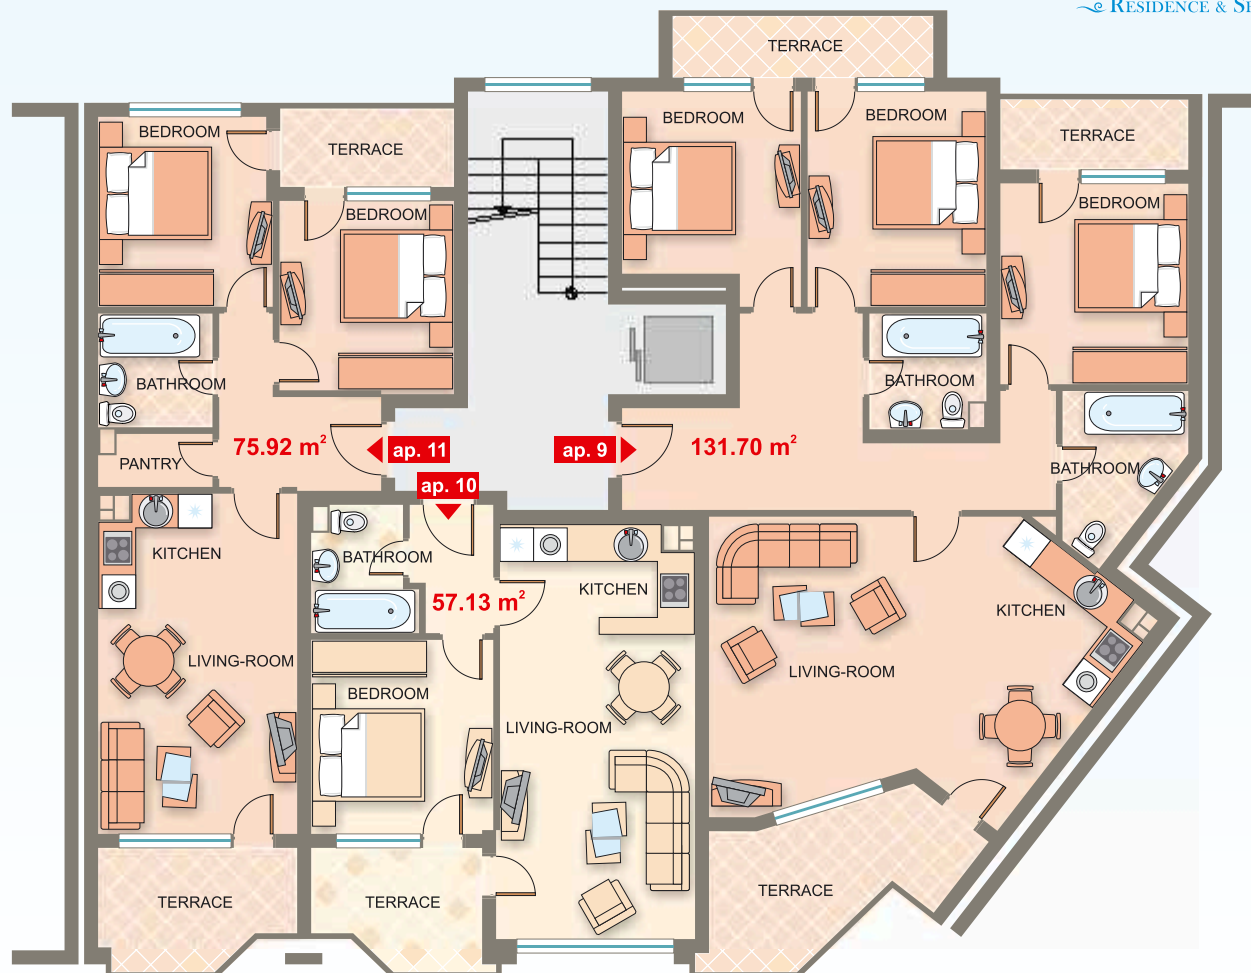 RESIDENCE & S
TERRACE
BEDROOM
TERRACE
BEDROOM
BEDROOM
BEDROOM
TERRACE
BEDROOM
BATHROOM
BATHROOM
PANTRY
75.92 m²
ap. 11
ap. 9
131.70 m²
BATHROOM
ap. 10
KITCHEN
BATHROOM
57.13 m²
KITCHEN
KITCHEN
LIVING-ROOM
LIVING-ROOM
BEDROOM
LIVING-ROOM
TERRACE
TERRACE
TERRACE